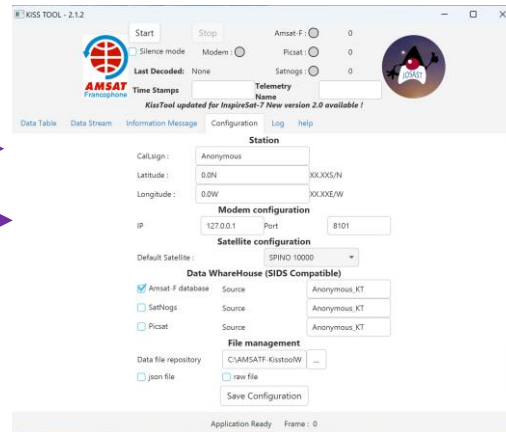 KISS TOOL - 2.1.2
Start Stop Amsat-F : 0
Silence mode Modem : Picsat : 0
Last Decoded: None Satnogs : 0
AMSAT
Francophone
Time Stamps Telemetry Name
JOSAST
KissTool updated for InspireSat-7 New version 2.0 available !
Data Table Data Stream Information Message Configuration Log help
Station
CalLsign : Anonymous
Latitude : 0.0N XX.XXS/N
Longitude : 0.0W XX.XXE/W
Modem configuration
IP 127.0.0.1 Port 8101
Satellite configuration
Default Satellite : SPINO 10000
Data WhareHouse (SIDS Compatible)
Amsat-F database Source Anonymous_KT
SatNogs Source Anonymous_KT
Picsat Source Anonymous_KT
File management
Data file repository C:\AMSATF-KisstoolW ...
json file raw file
Save Configuration
Application Ready Frame : 0